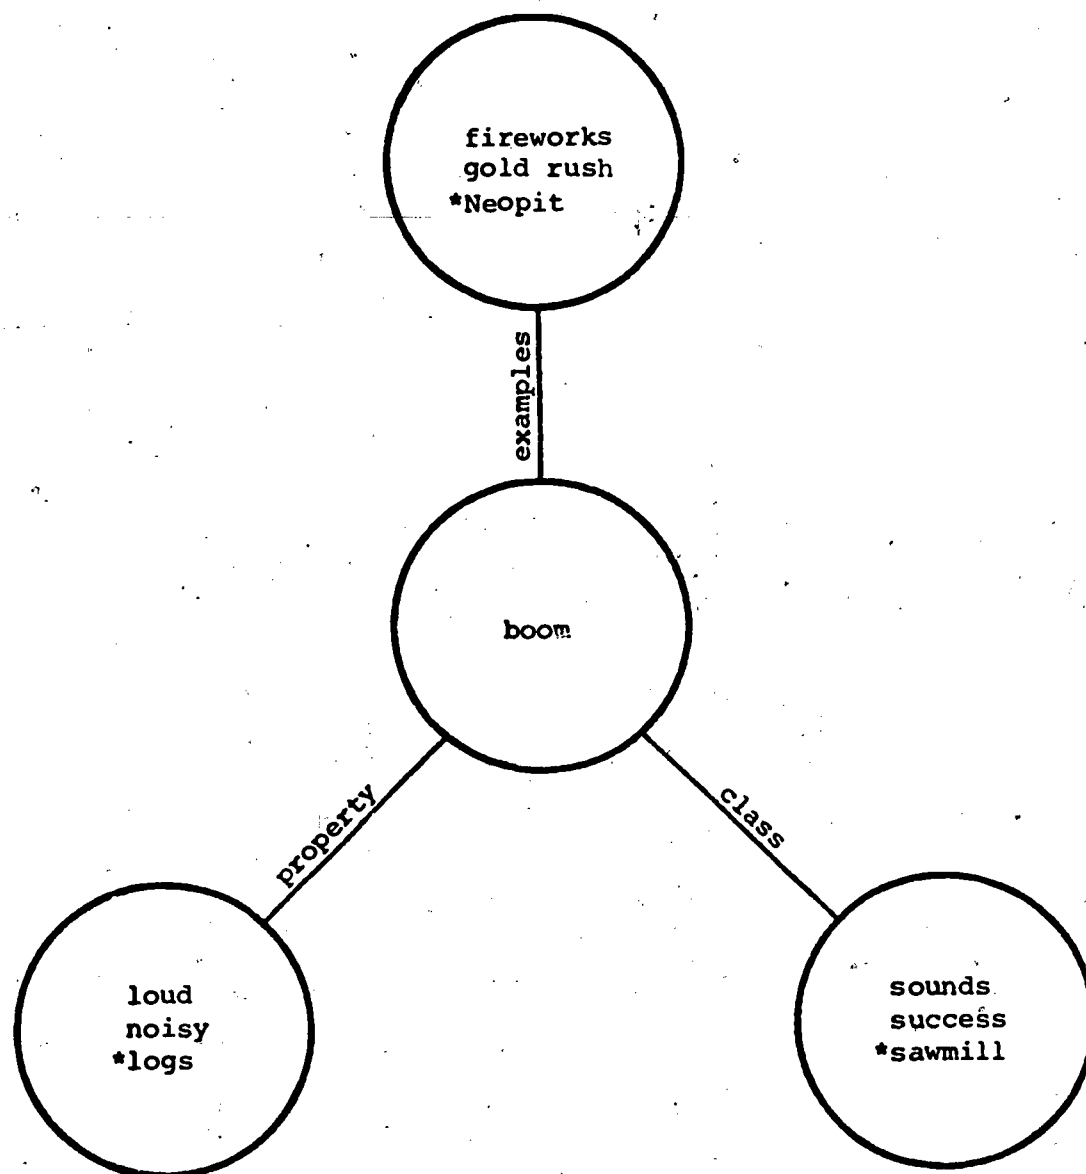 fireworks
gold rush
*Neopit
examples
boom
property
class
loud
noisy
*logs
sounds
success
*sawmill